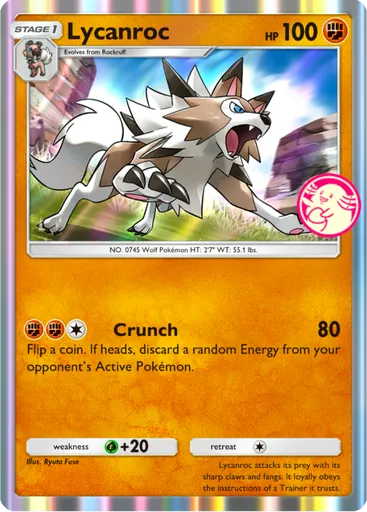 STAGE 1
Lycanroc
HP 100
Evolves from Rockruff
NO. 0745 Wolf Pokémon HT: 2'7" WT: 55.1 lbs.
Crunch 80
Flip a coin. If heads, discard a random Energy from your
opponent's Active Pokémon.
weakness +20
retreat
Illus. Ryuta Fuse
Lycanroc attacks its prey with its
sharp claws and fangs. It loyally obeys
the instructions of a Trainer it trusts.